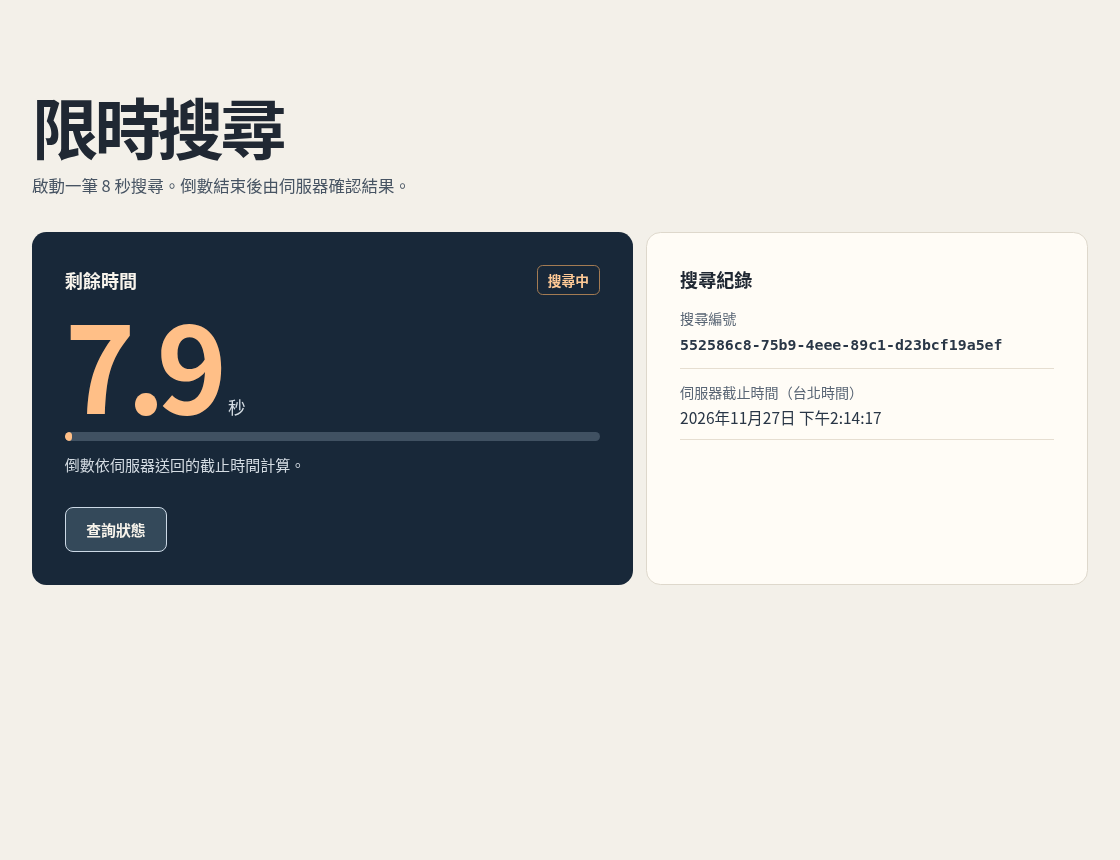 限時搜尋
啟動一筆 8 秒搜尋。倒數結束後由伺服器確認結果。
剩餘時間
搜尋中
7.9 秒
倒數依伺服器送回的截止時間計算。
查詢狀態
搜尋紀錄
搜尋編號
552586c8-75b9-4eee-89c1-d23bcf19a5ef
伺服器截止時間（台北時間）
2026年11月27日 下午2:14:17